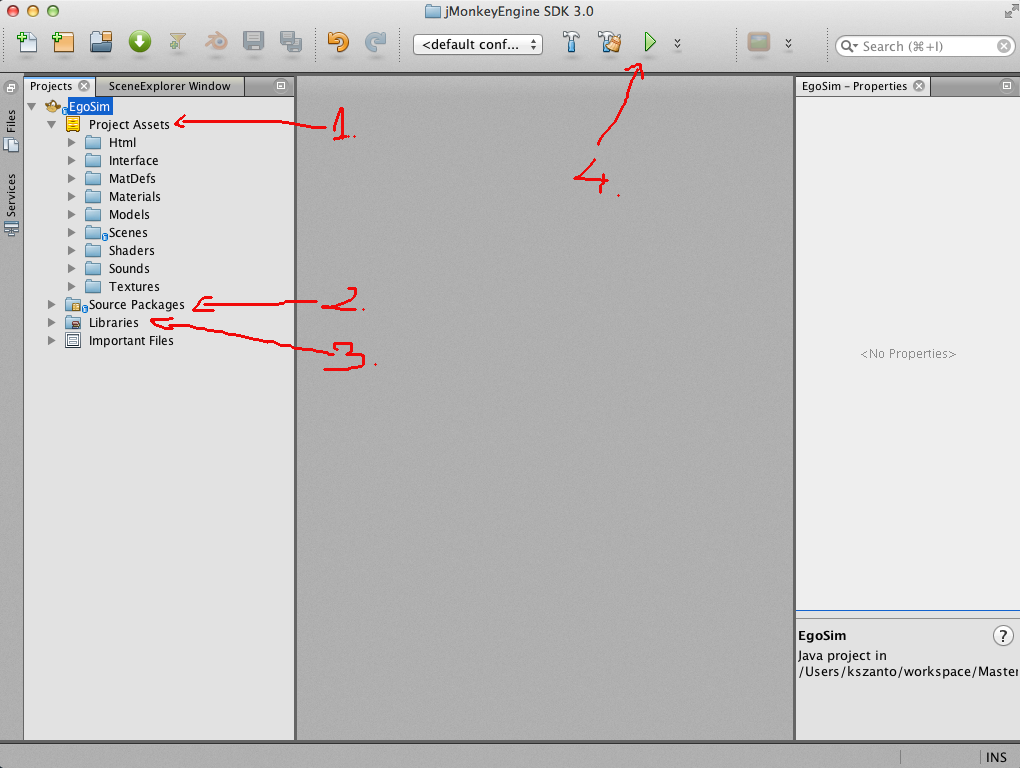 jMonkeyEngine SDK 3.0
<default conf...
Search (⌘+I)
Projects
SceneExplorer Window
EgoSim – Properties
Files
Services
EgoSim
Project Assets
Html
Interface
MatDefs
Materials
Models
Scenes
Shaders
Sounds
Textures
Source Packages
Libraries
Important Files
1.
2.
3.
4.
<No Properties>
EgoSim
?
Java project in
/Users/kszanto/workspace/Master
INS